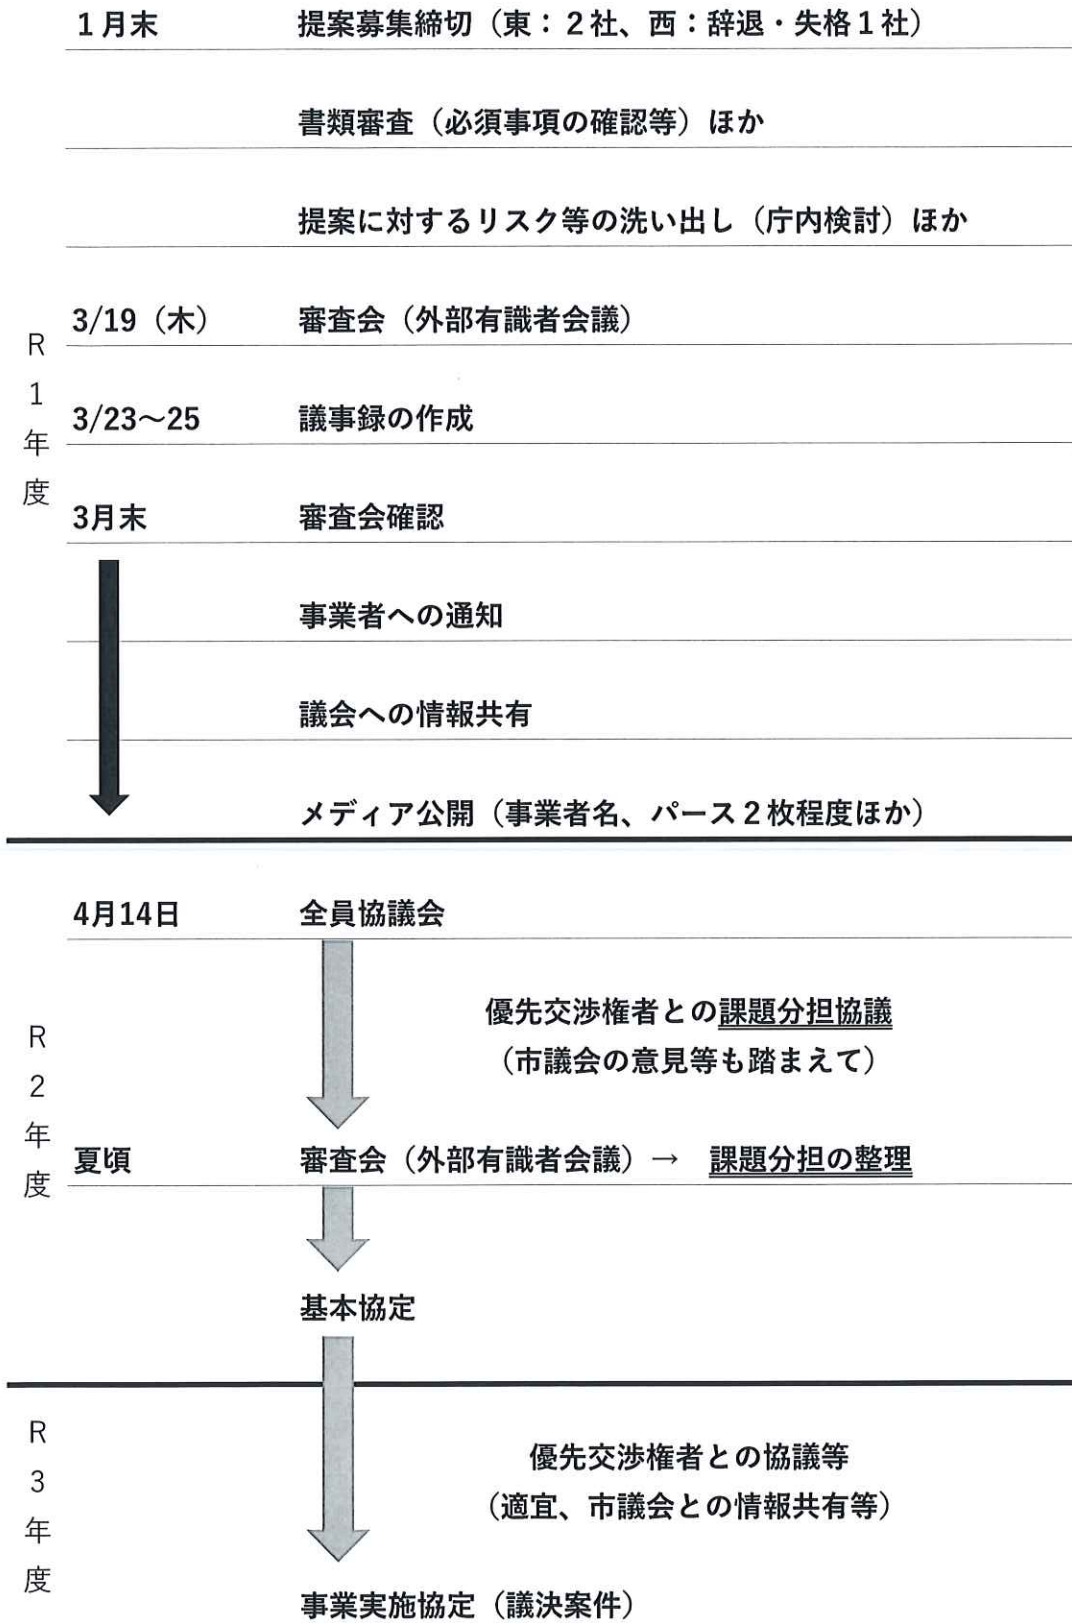 1月末 提案募集締切（東：2社、西：辞退・失格1社）
書類審査（必須事項の確認等）ほか
提案に対するリスク等の洗い出し（庁内検討）ほか
R1年度
3/19（木） 審査会（外部有識者会議）
3/23～25 議事録の作成
3月末 審査会確認
事業者への通知
議会への情報共有
メディア公開（事業者名、パース2枚程度ほか）
R2年度
4月14日 全員協議会
優先交渉権者との課題分担協議
（市議会の意見等も踏まえて）
夏頃 審査会（外部有識者会議）→ 課題分担の整理
基本協定
R3年度
優先交渉権者との協議等
（適宜、市議会との情報共有等）
事業実施協定（議決案件）